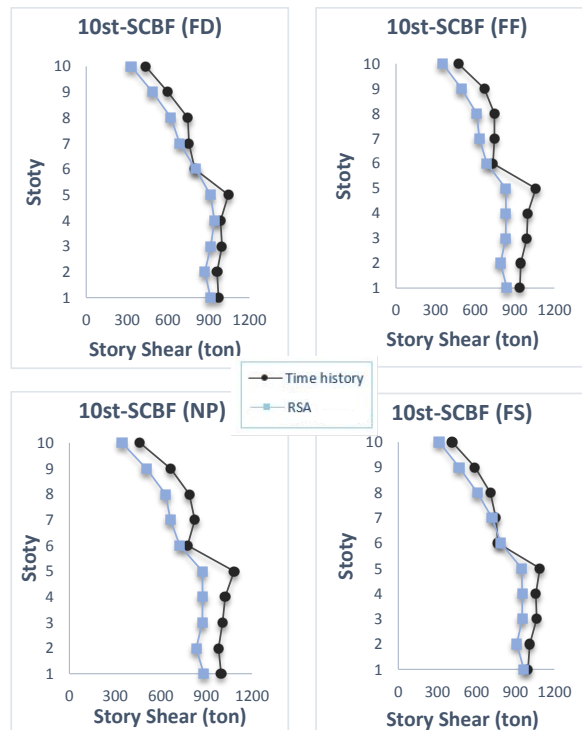 10st-SCBF (FD)
10
9
8
7
6
5
4
3
2
1
Stoty
0 300 600 900 1200
Story Shear (ton)
10st-SCBF (FF)
10
9
8
7
6
5
4
3
2
1
Stoty
0 300 600 900 1200
Story Shear (ton)
Time history
RSA
10st-SCBF (NP)
10
9
8
7
6
5
4
3
2
1
Stoty
0 300 600 900 1200
Story Shear (ton)
10st-SCBF (FS)
10
9
8
7
6
5
4
3
2
1
Stoty
0 300 600 900 1200
Story Shear (ton)